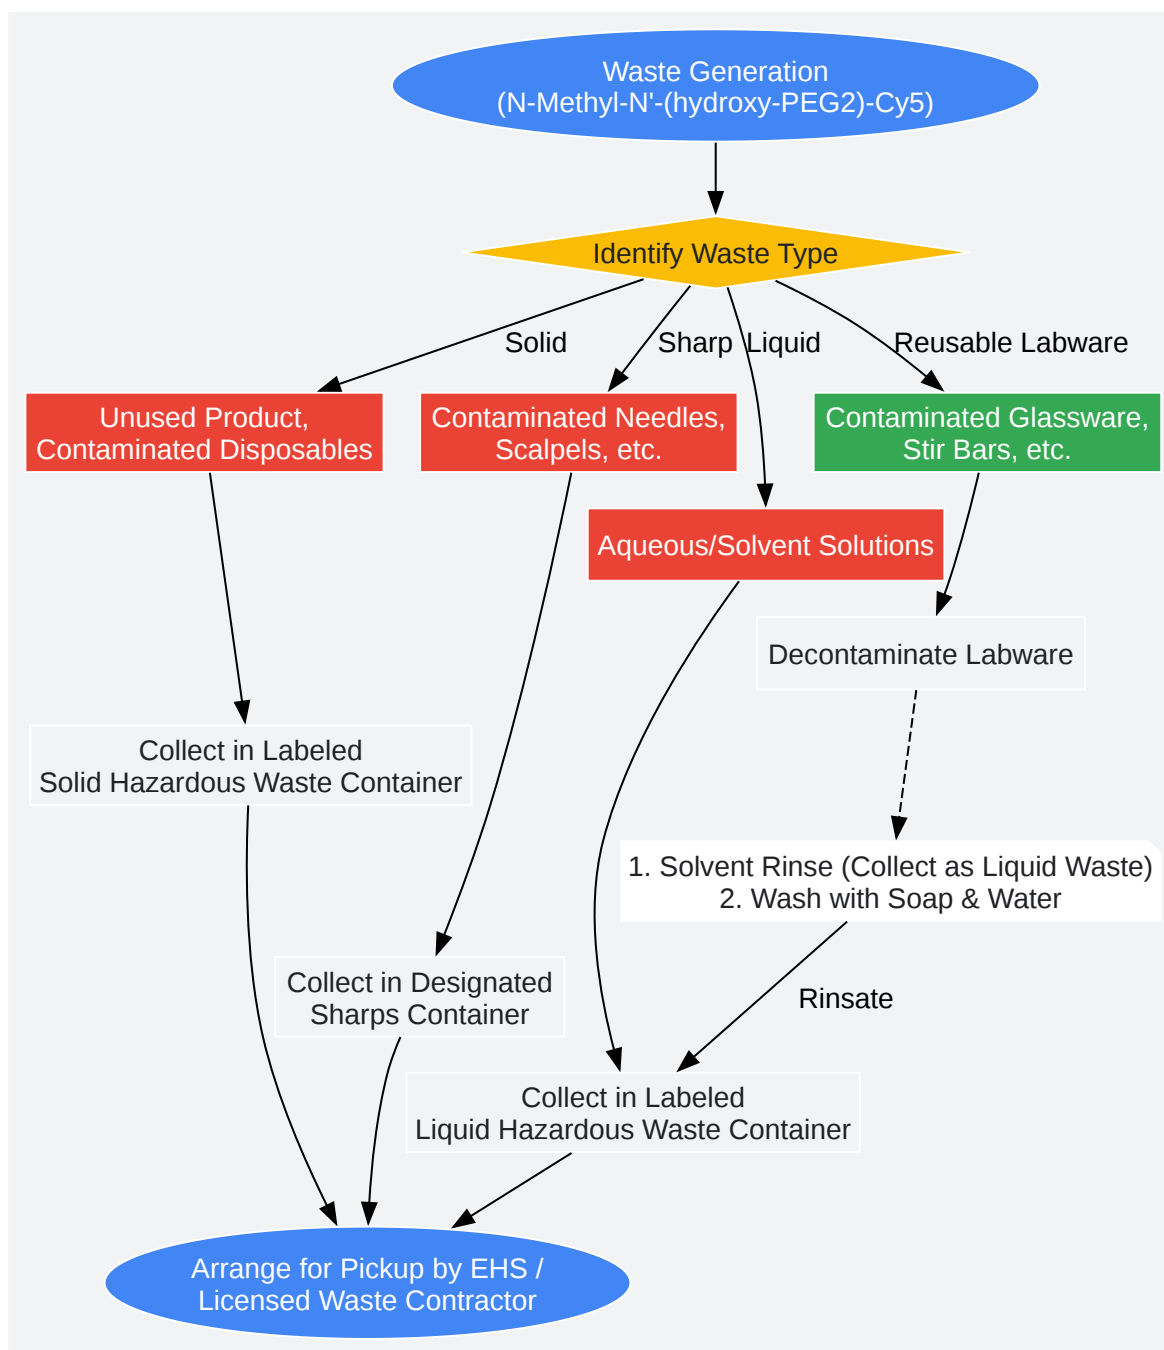 Waste Generation
(N-Methyl-N'-(hydroxy-PEG2)-Cy5)
Identify Waste Type
Solid
Sharp
Liquid
Reusable Labware
Unused Product,
Contaminated Disposables
Contaminated Needles,
Scalpels, etc.
Contaminated Glassware,
Stir Bars, etc.
Aqueous/Solvent Solutions
Decontaminate Labware
Collect in Labeled
Solid Hazardous Waste Container
1. Solvent Rinse (Collect as Liquid Waste)
2. Wash with Soap & Water
Collect in Designated
Sharps Container
Rinsate
Collect in Labeled
Liquid Hazardous Waste Container
Arrange for Pickup by EHS /
Licensed Waste Contractor